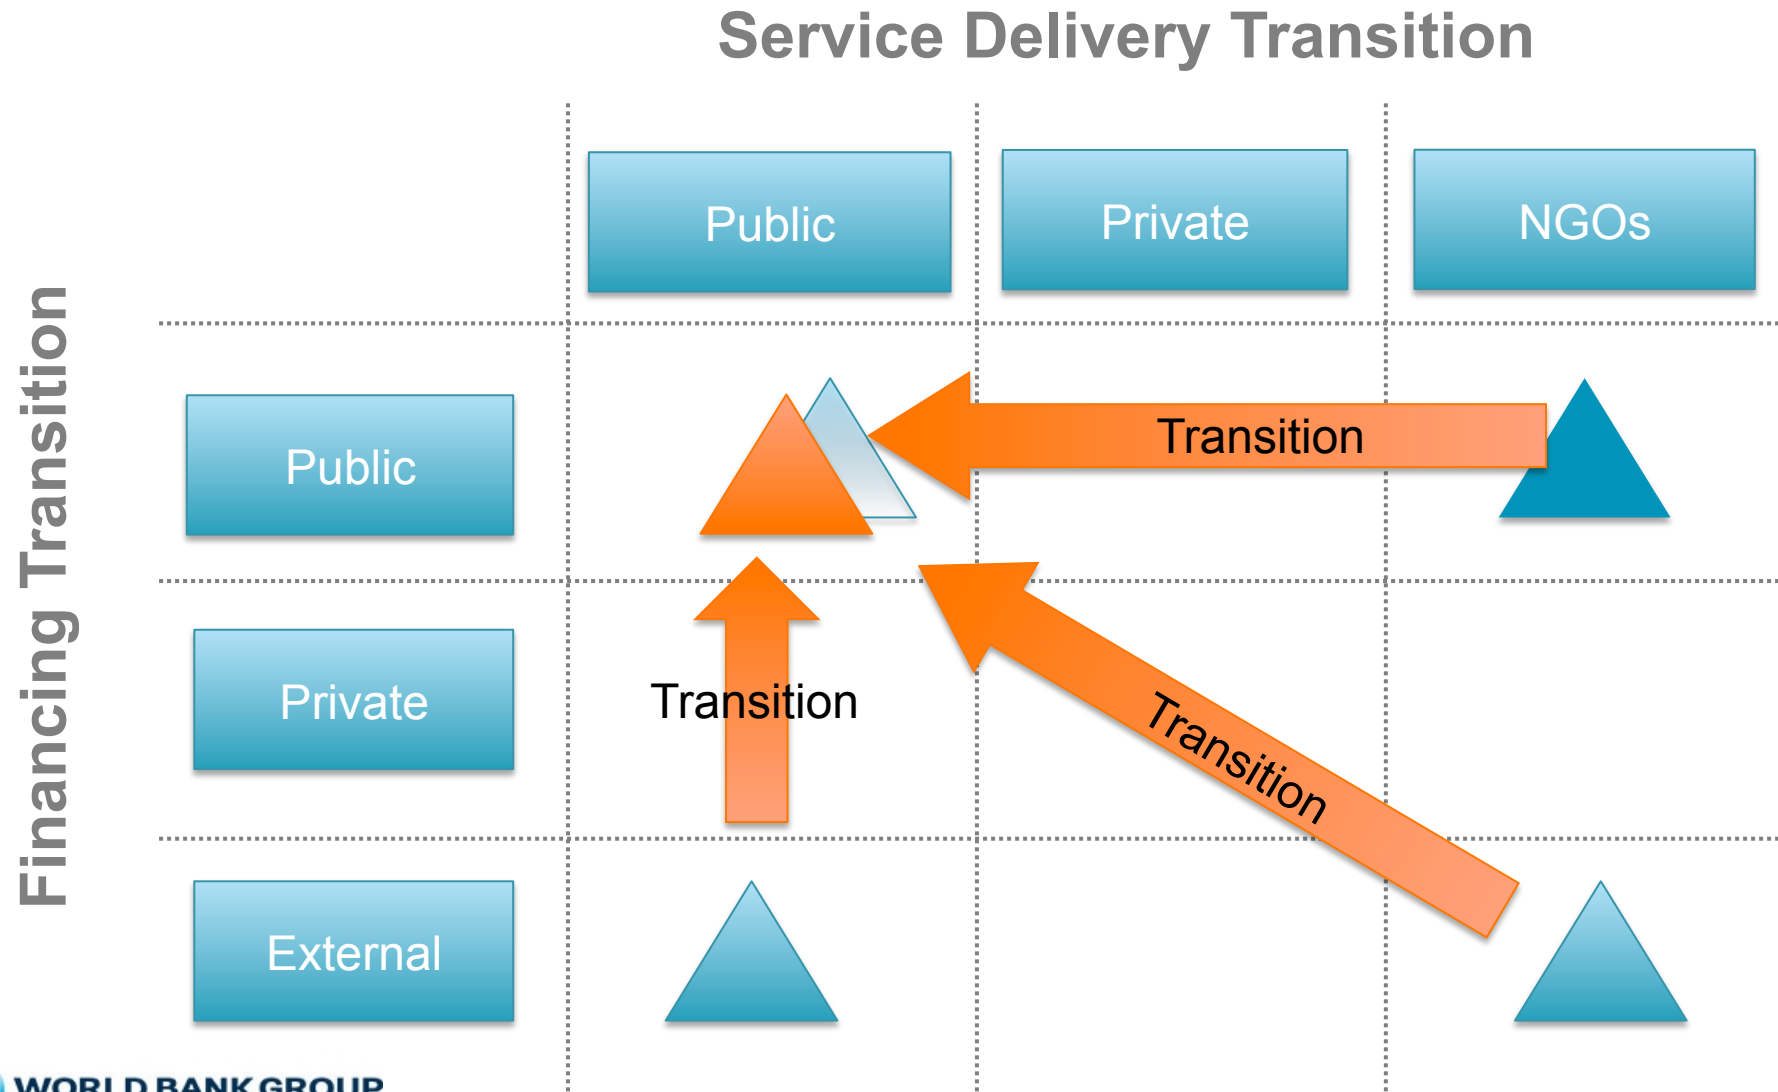 Service Delivery Transition
Public
Private
NGOs
Financing Transition
Public
Transition
Private
Transition
Transition
External
WORLD BANK GROUP